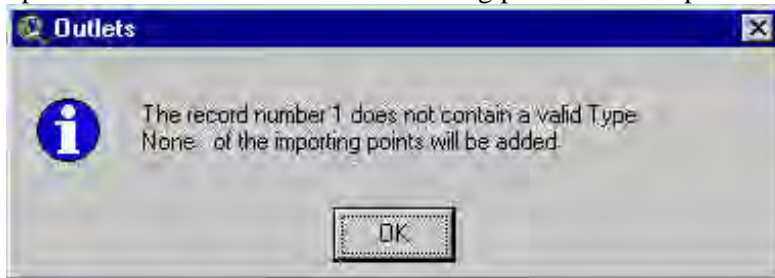 Outlets
The record number 1 does not contain a valid Type
None of the importing points will be added.
OK